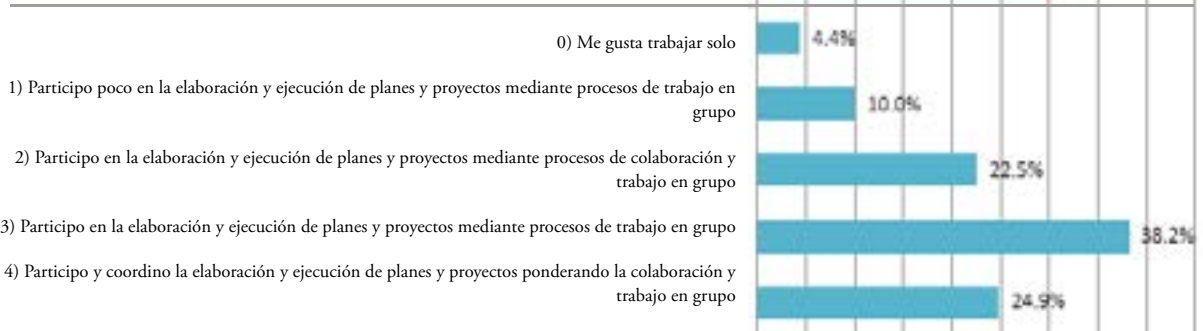 0) Me gusta trabajar solo
4.4%
1) Participo poco en la elaboración y ejecución de planes y proyectos mediante procesos de trabajo en
grupo
10.0%
2) Participo en la elaboración y ejecución de planes y proyectos mediante procesos de colaboración y
trabajo en grupo
22.5%
3) Participo en la elaboración y ejecución de planes y proyectos mediante procesos de trabajo en grupo
38.2%
4) Participo y coordino la elaboración y ejecución de planes y proyectos ponderando la colaboración y
trabajo en grupo
24.9%